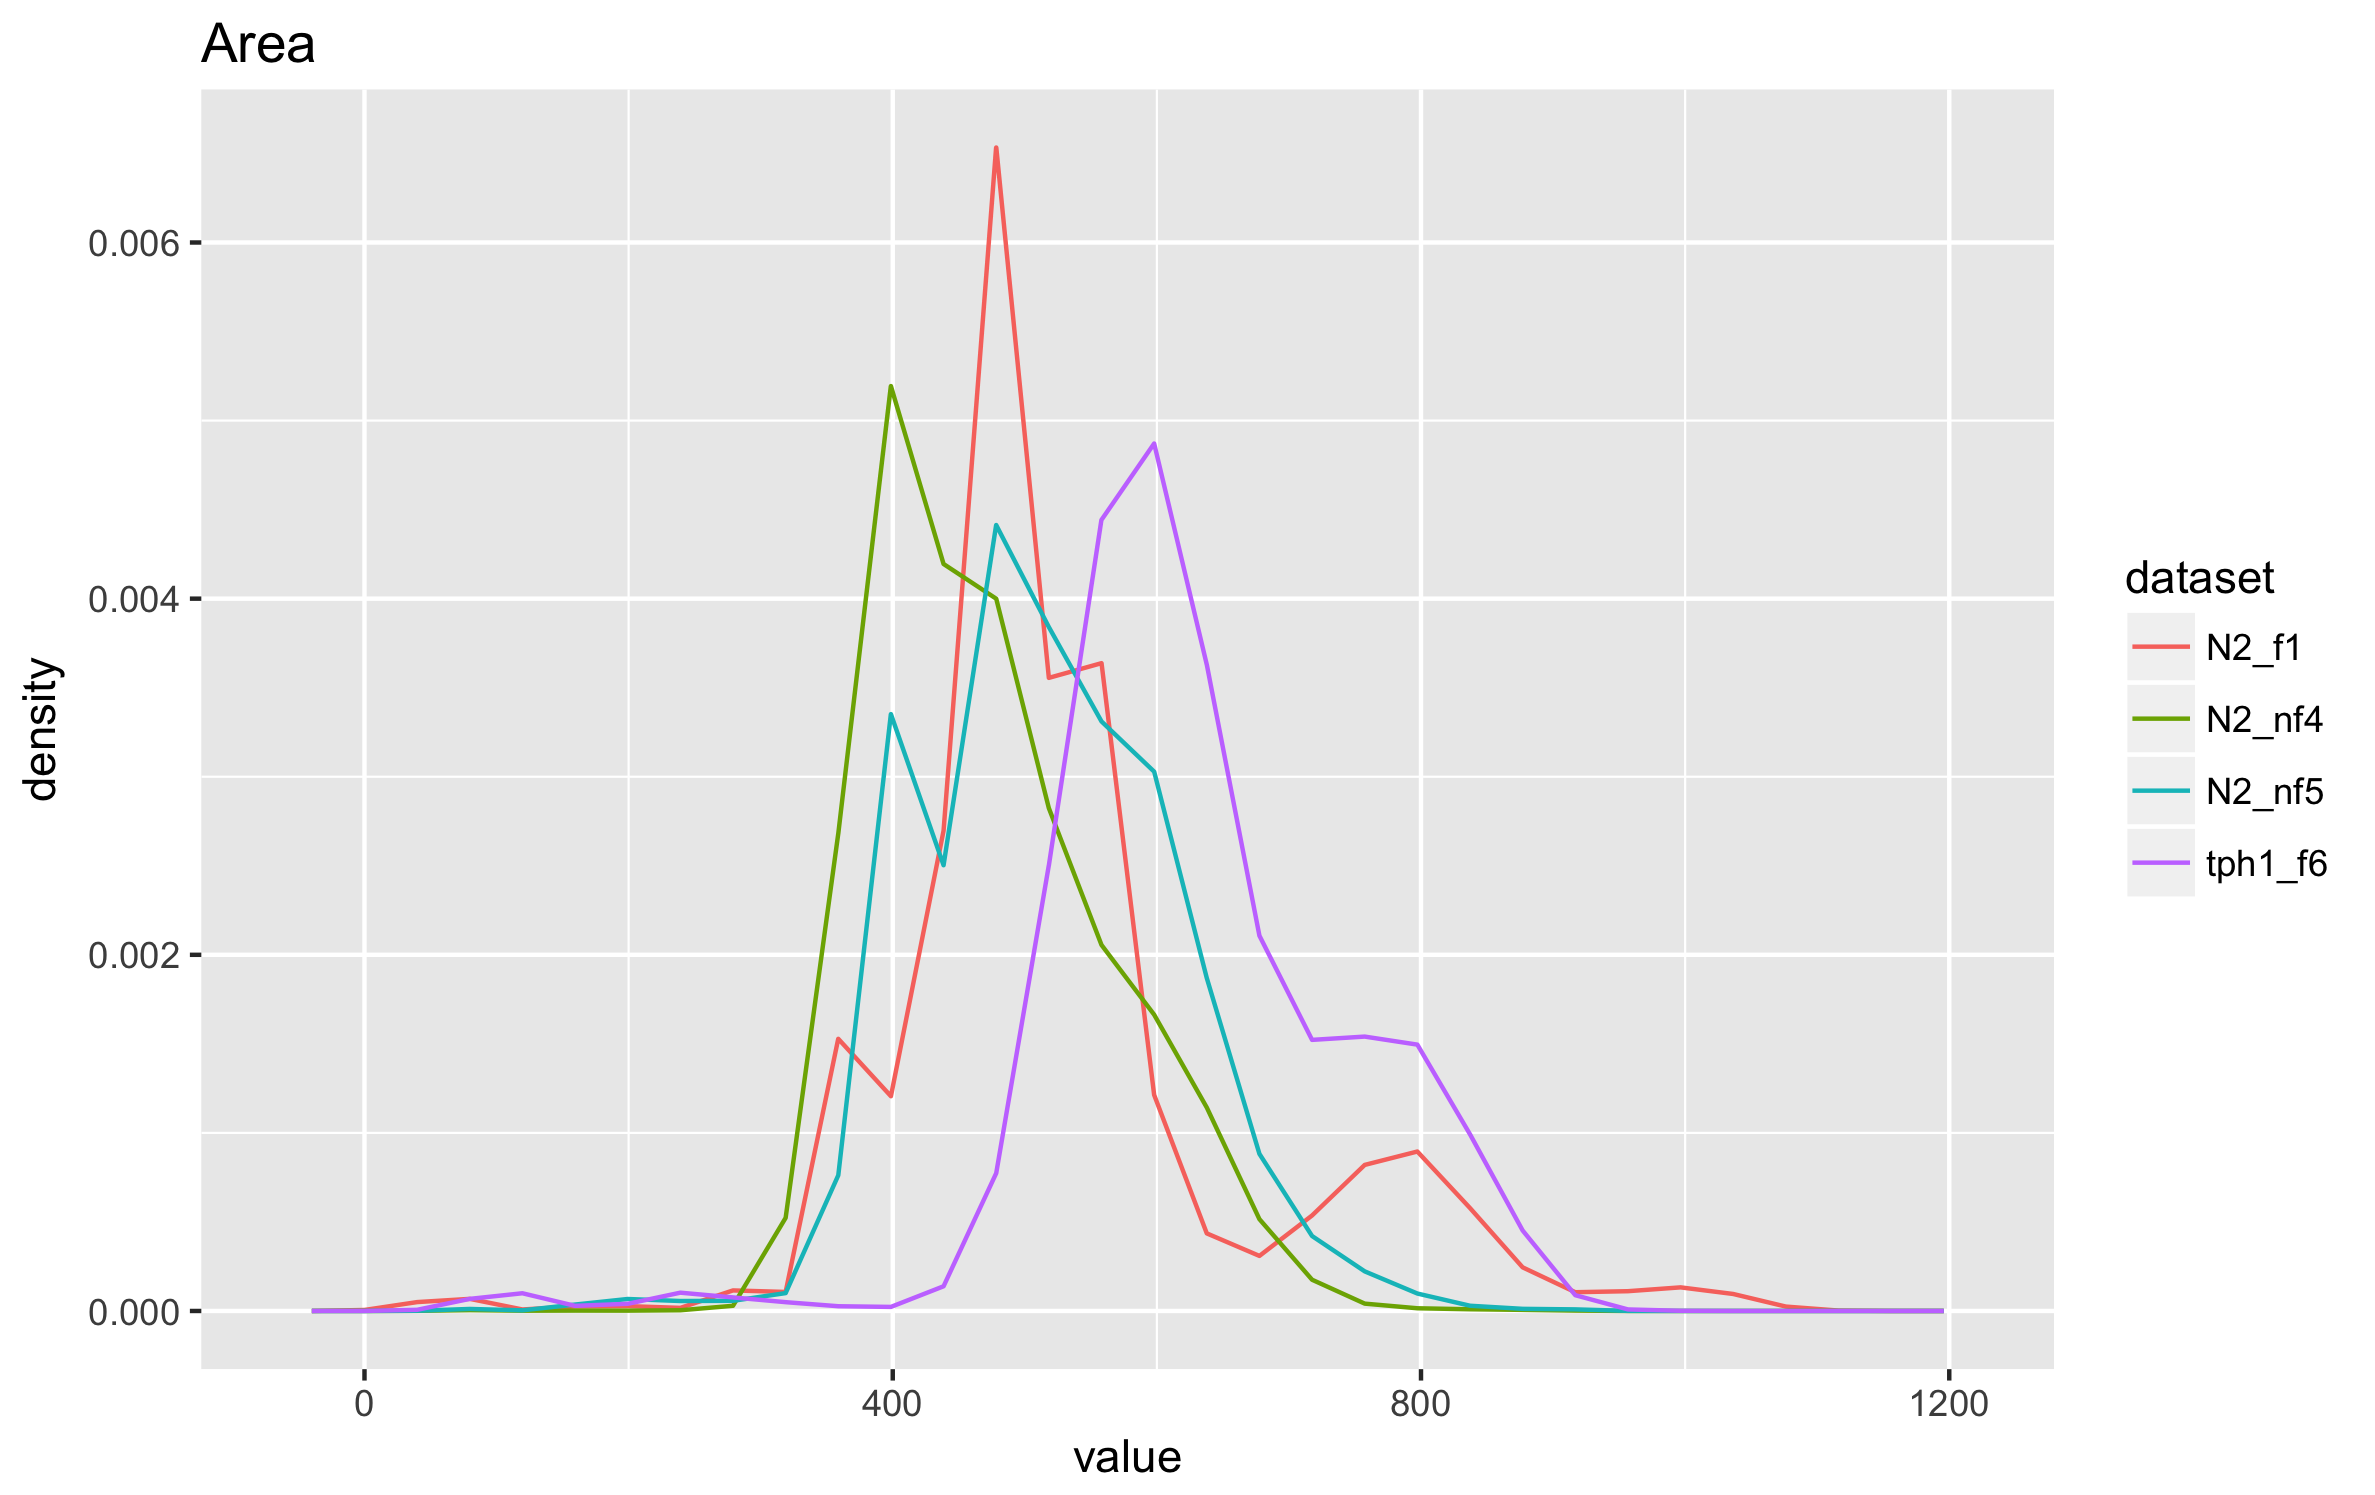 Area
0.006
0.004
0.002
0.000
density
0 400 800 1200
value
dataset
N2_f1
N2_nf4
N2_nf5
tph1_f6